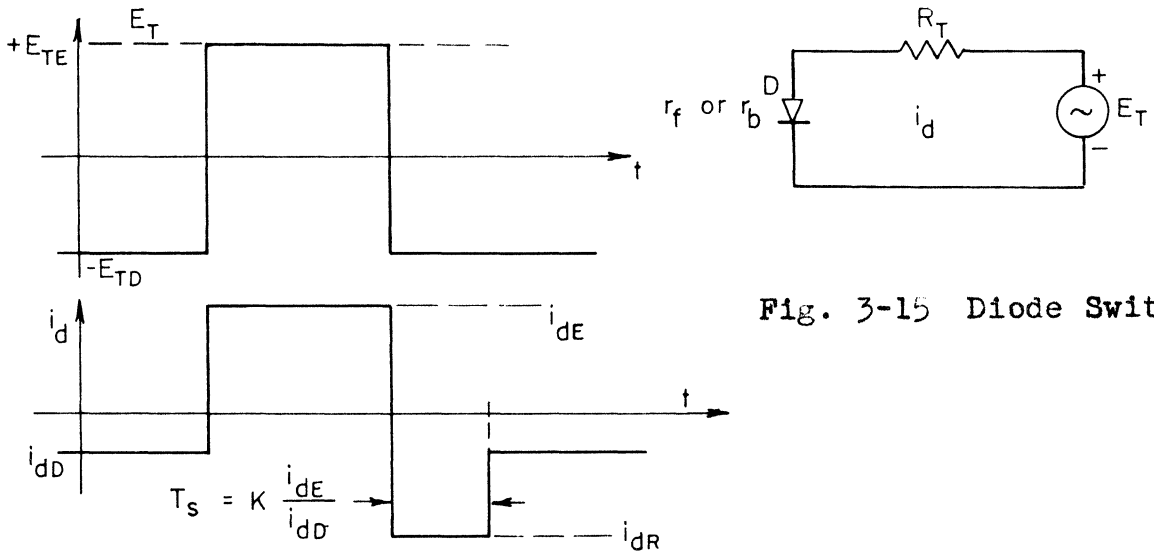 E_T
+E_TE
t
-E_TD
R_T
D
r_f or r_b
i_d
+
~
E_T
-
Fig. 3-15 Diode Swit
i_d
i_dE
t
i_dD
T_s = K i_dE / i_dD
i_dR